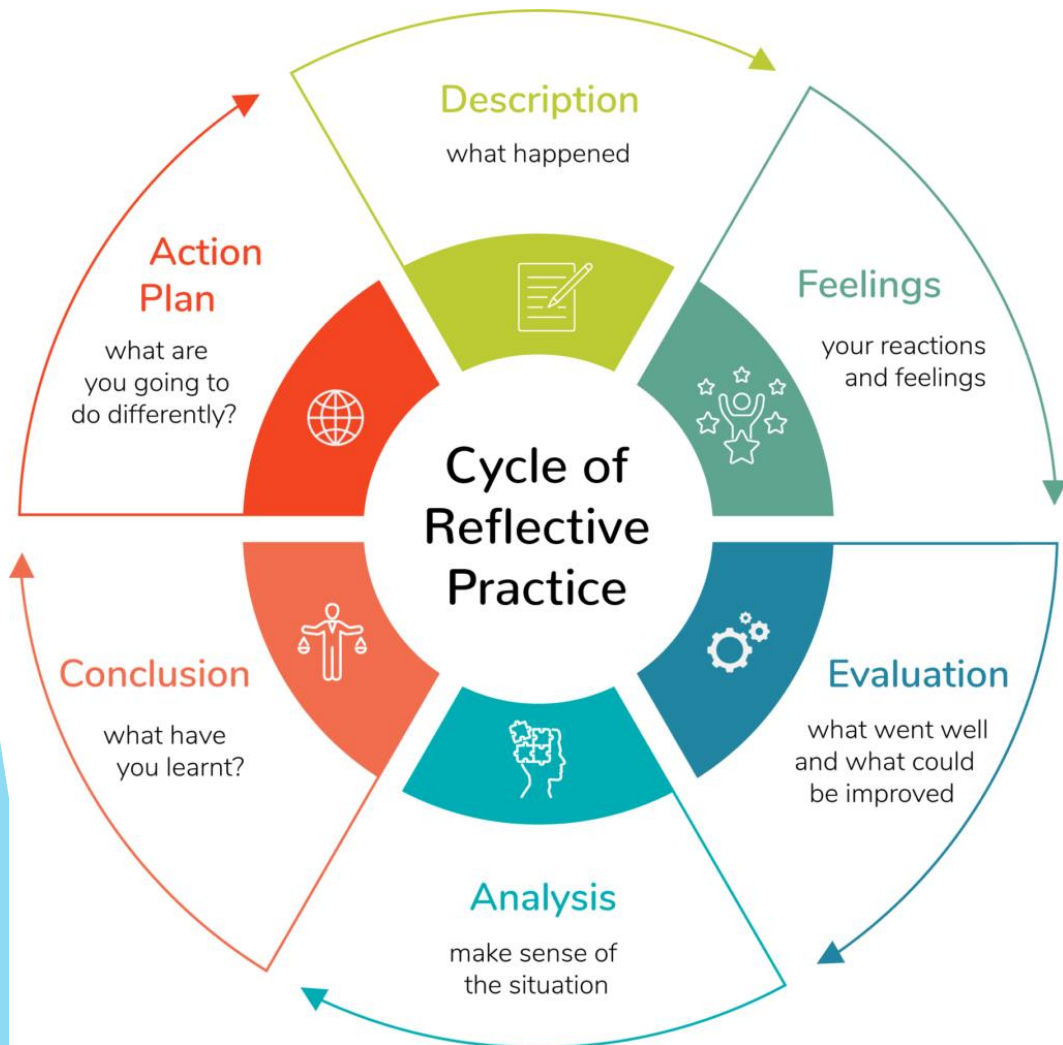 Cycle of
Reflective
Practice
Description
what happened
Feelings
your reactions
and feelings
Evaluation
what went well
and what could
be improved
Analysis
make sense of
the situation
Conclusion
what have
you learnt?
Action
Plan
what are
you going to
do differently?